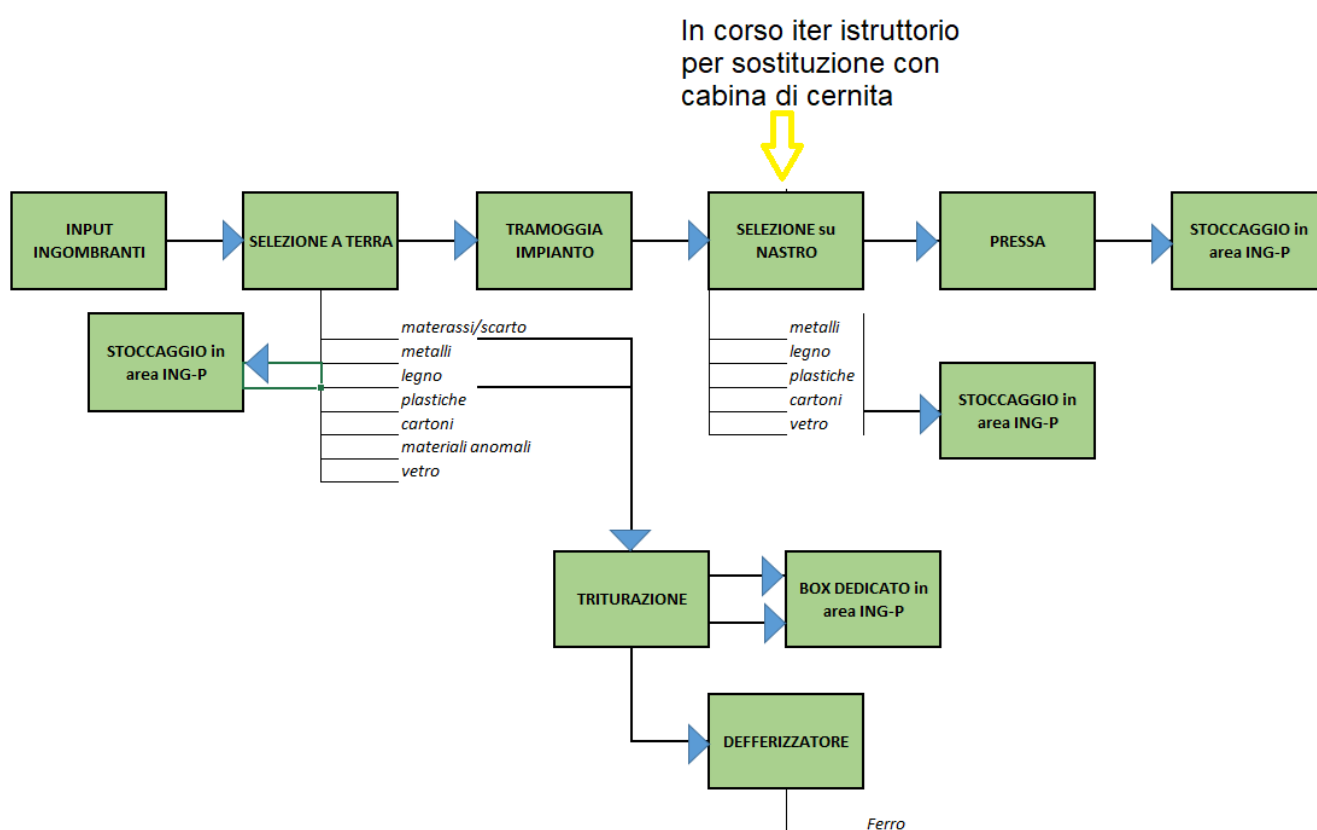 In corso iter istruttorio
per sostituzione con
cabina di cernita
INPUT
INGOMBRANTI
SELEZIONE A TERRA
TRAMOGGIA
IMPIANTO
SELEZIONE su
NASTRO
PRESSA
STOCCAGGIO in
area ING-P
STOCCAGGIO in
area ING-P
materassi/scarto
metalli
legno
plastiche
cartoni
materiali anomali
vetro
metalli
legno
plastiche
cartoni
vetro
STOCCAGGIO in
area ING-P
TRITURAZIONE
BOX DEDICATO in
area ING-P
DEFFERIZZATORE
Ferro